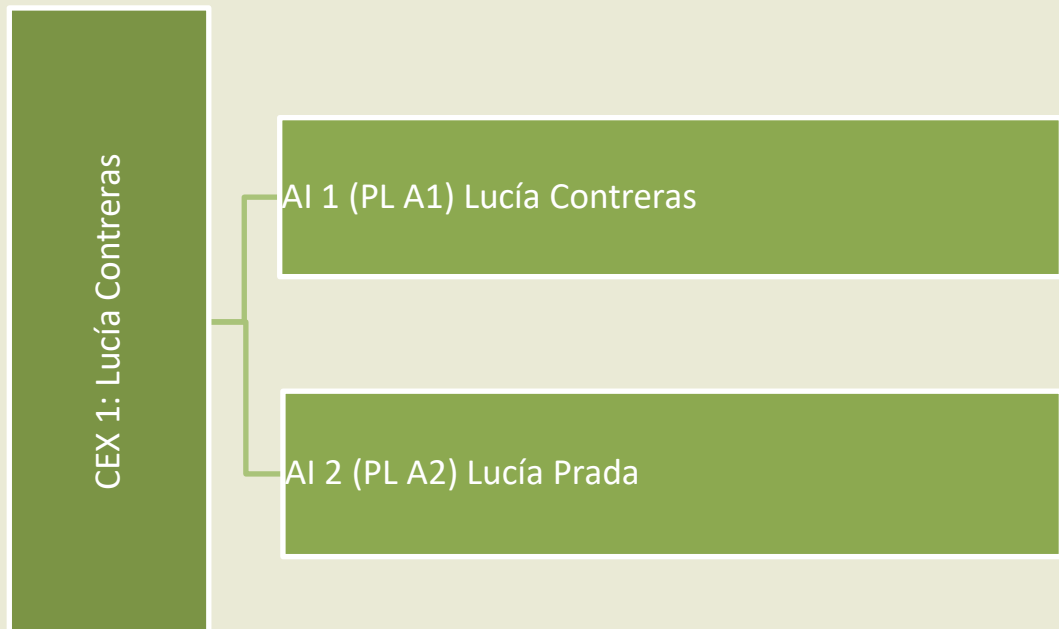 CEX 1: Lucía Contreras
AI 1 (PL A1) Lucía Contreras
AI 2 (PL A2) Lucía Prada